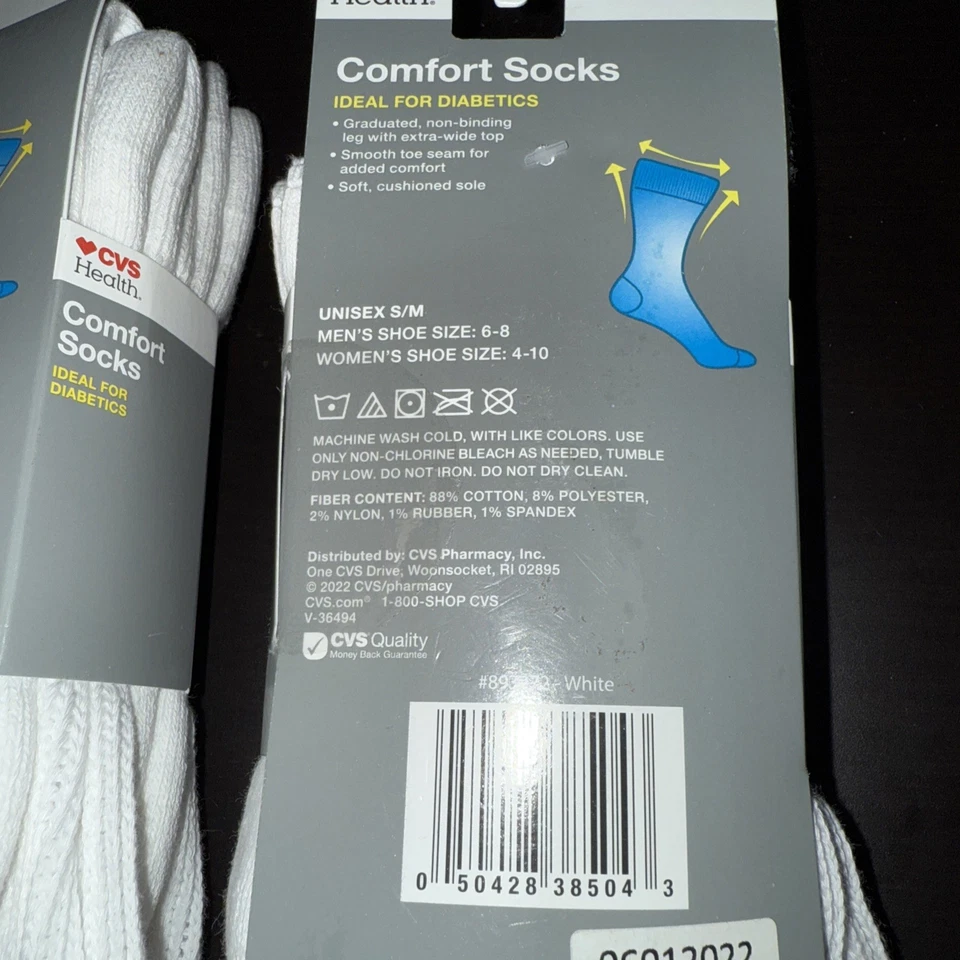 CVS
Health.
Comfort
Socks
IDEAL FOR
DIABETICS
Health®
Comfort Socks
IDEAL FOR DIABETICS
• Graduated, non-binding
leg with extra-wide top
• Smooth toe seam for
added comfort
• Soft, cushioned sole
UNISEX S/M
MEN'S SHOE SIZE: 6-8
WOMEN'S SHOE SIZE: 4-10
MACHINE WASH COLD, WITH LIKE COLORS. USE
ONLY NON-CHLORINE BLEACH AS NEEDED, TUMBLE
DRY LOW. DO NOT IRON. DO NOT DRY CLEAN.
FIBER CONTENT: 88% COTTON, 8% POLYESTER,
2% NYLON, 1% RUBBER, 1% SPANDEX
Distributed by: CVS Pharmacy, Inc.
One CVS Drive, Woonsocket, RI 02895
© 2022 CVS/pharmacy
CVS.com® 1-800-SHOP CVS
V-36494
CVS Quality
Money Back Guarantee
- White
0 50428 38504 3